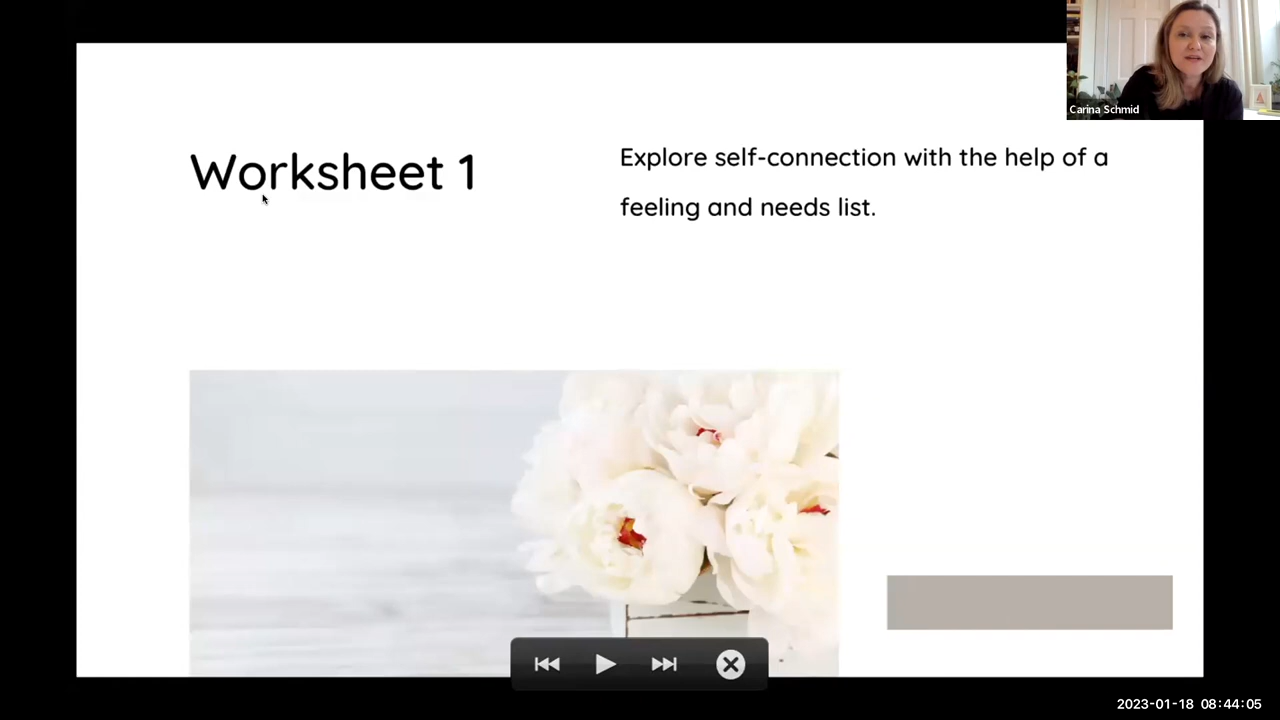 Carina Schmid
Worksheet 1
Explore self-connection with the help of a
feeling and needs list.
2023-01-18 08:44:05